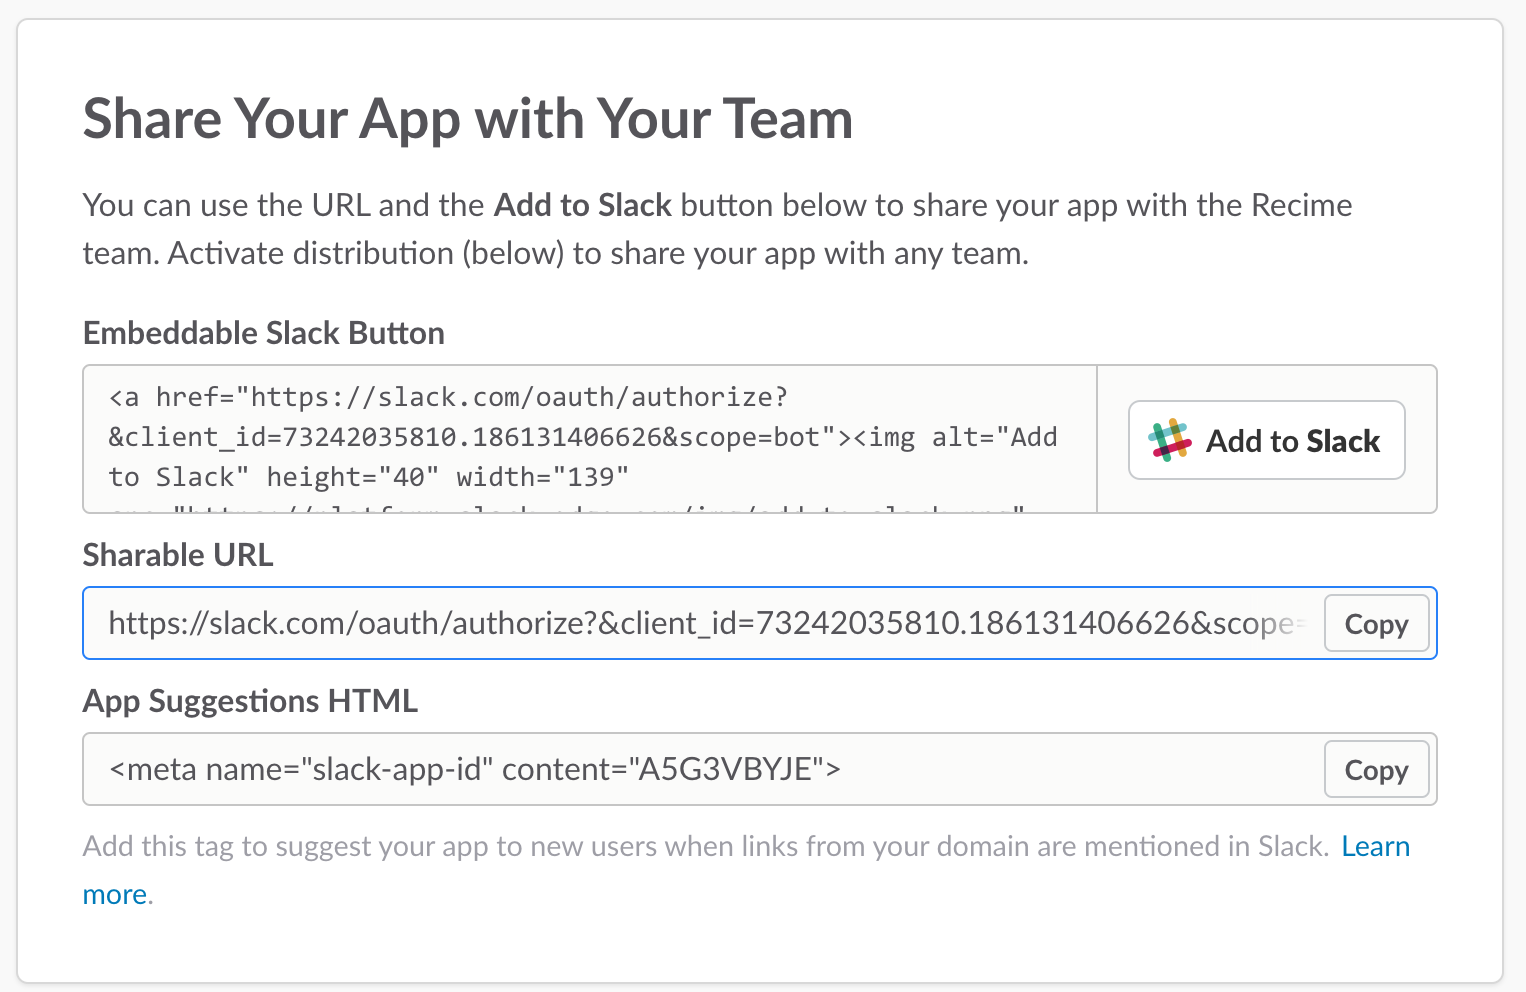 Share Your App with Your Team
You can use the URL and the Add to Slack button below to share your app with the Recime
team. Activate distribution (below) to share your app with any team.
Embeddable Slack Button
<a href="https://slack.com/oauth/authorize?
&client_id=73242035810.186131406626&scope=bot"><img alt="Add
to Slack" height="40" width="139"
Add to Slack
Sharable URL
https://slack.com/oauth/authorize?&client_id=73242035810.186131406626&scope=
Copy
App Suggestions HTML
<meta name="slack-app-id" content="A5G3VBYJE">
Copy
Add this tag to suggest your app to new users when links from your domain are mentioned in Slack. Learn
more.